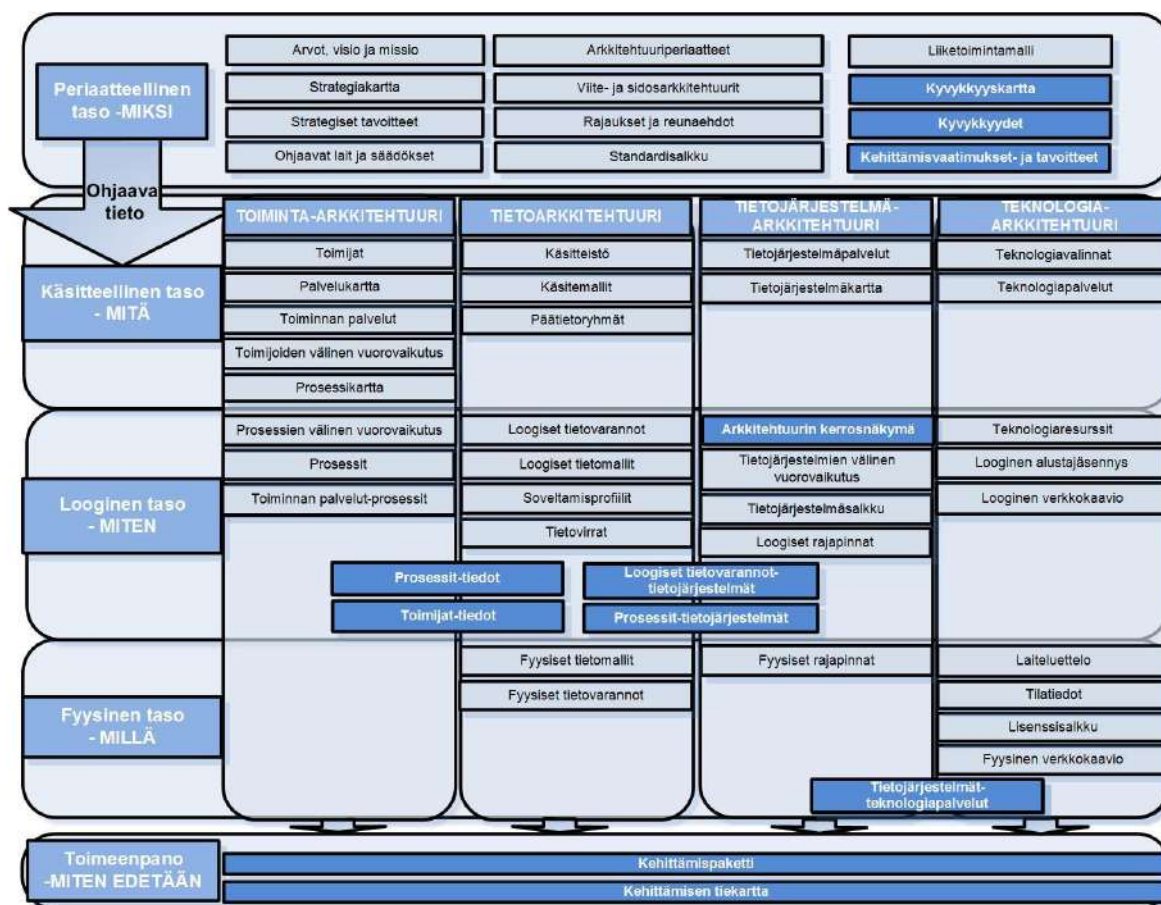 Periaatteellinen
taso -MIKSI
Arvot, visio ja missio
Strategiakartta
Strategiset tavoitteet
Ohjaavat lait ja säädökset
Arkkitehtuuriperiaatteet
Viite- ja sidosarkkitehtuurit
Rajaukset ja reunaehdot
Standardisalkku
Liiketoimintamalli
Kyvykkyyskartta
Kyvykkyydet
Kehittämisvaatimukset- ja tavoitteet
Ohjaava
tieto
TOIMINTA-ARKKITEHTUURI
TIETOARKKITEHTUURI
TIETOJÄRJESTELMÄ-
ARKKITEHTUURI
TEKNOLOGIA-
ARKKITEHTUURI
Käsitteellinen taso
- MITÄ
Toimijat
Palvelukartta
Toiminnan palvelut
Toimijoiden välinen vuorovaikutus
Prosessikartta
Käsitteistö
Käsitemallit
Päätietoryhmät
Tietojärjestelmäpalvelut
Tietojärjestelmäkartta
Teknologiavalinnat
Teknologiapalvelut
Looginen taso
- MITEN
Prosessien välinen vuorovaikutus
Prosessit
Toiminnan palvelut-prosessit
Loogiset tietovarannot
Loogiset tietomallit
Soveltamisprofiilit
Tietovirrat
Arkkitehtuurin kerrosnäkymä
Tietojärjestelmien välinen
vuorovaikutus
Tietojärjestelmäsalkku
Loogiset rajapinnat
Teknologiaresurssit
Looginen alustajäsennys
Looginen verkkokaavio
Prosessit-tiedot
Toimijat-tiedot
Loogiset tietovarannot-
tietojärjestelmät
Prosessit-tietojärjestelmät
Fyysinen taso
- MILLÄ
Fyysiset tietomallit
Fyysiset tietovarannot
Fyysiset rajapinnat
Laiteluettelo
Tilatiedot
Lisenssisalkku
Fyysinen verkkokaavio
Tietojärjestelmät-
teknologiapalvelut
Toimeenpano
-MITEN EDETÄÄN
Kehittämispaketti
Kehittämisen tiekartta